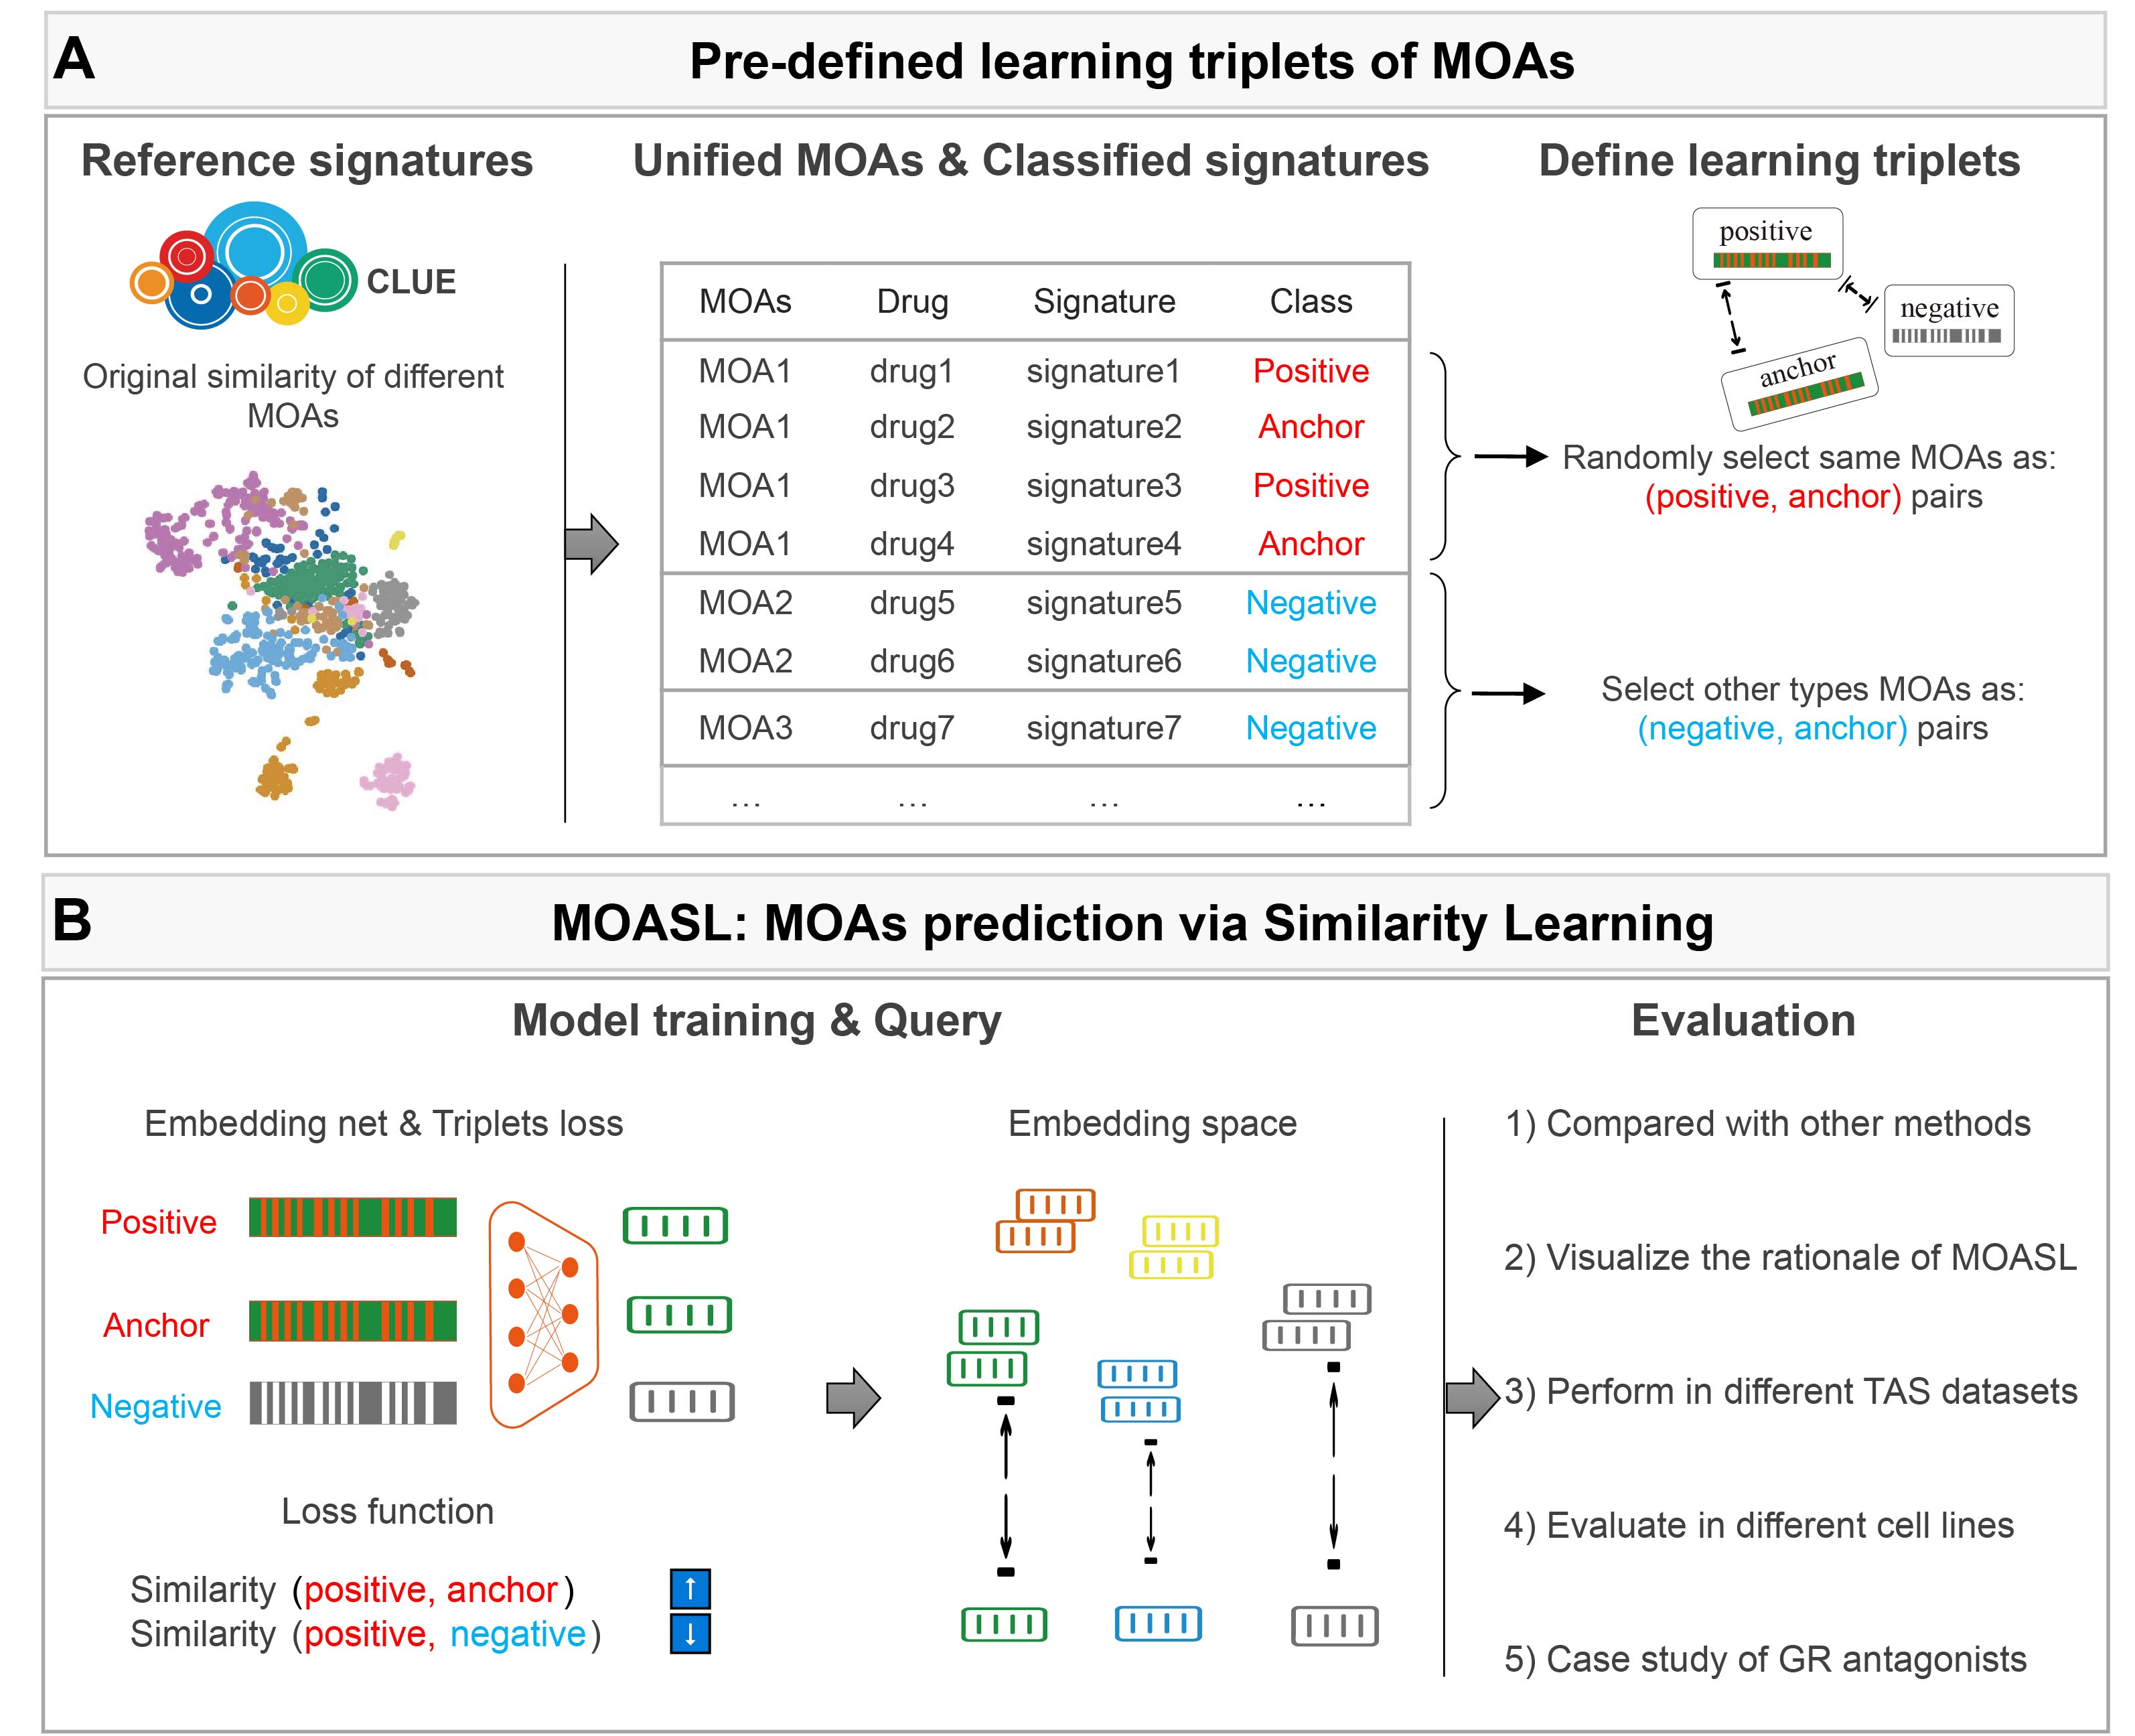 A
Pre-defined learning triplets of MOAs
Reference signatures
CLUE
Original similarity of different
MOAs
Unified MOAs & Classified signatures
MOAs Drug Signature Class
MOA1 drug1 signature1 Positive
MOA1 drug2 signature2 Anchor
MOA1 drug3 signature3 Positive
MOA1 drug4 signature4 Anchor
MOA2 drug5 signature5 Negative
MOA2 drug6 signature6 Negative
MOA3 drug7 signature7 Negative
... ... ... ...
Define learning triplets
positive
negative
anchor
Randomly select same MOAs as:
(positive, anchor) pairs
Select other types MOAs as:
(negative, anchor) pairs
B
MOASL: MOAs prediction via Similarity Learning
Model training & Query
Embedding net & Triplets loss
Positive
Anchor
Negative
Loss function
Similarity (positive, anchor) ↑
Similarity (positive, negative) ↓
Embedding space
Evaluation
1) Compared with other methods
2) Visualize the rationale of MOASL
3) Perform in different TAS datasets
4) Evaluate in different cell lines
5) Case study of GR antagonists